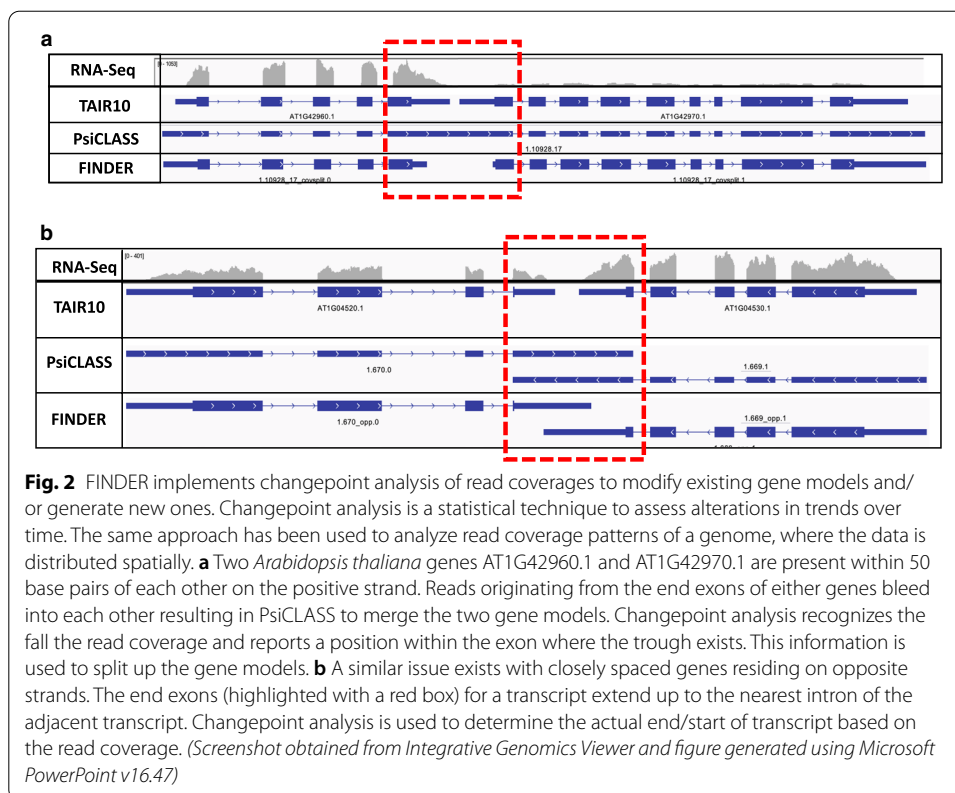 a
RNA-Seq
[0 - 1053]
TAIR10
AT1G42960.1
AT1G42970.1
PsiCLASS
1.10928.17
FINDER
1.10928_17_covsplit.0
1.10928_17_covsplit.1
b
RNA-Seq
[0 - 401]
TAIR10
AT1G04520.1
AT1G04530.1
PsiCLASS
1.670.0
1.669.1
FINDER
1.670_opp.0
1.669_opp.1
Fig. 2 FINDER implements changepoint analysis of read coverages to modify existing gene models and/
or generate new ones. Changepoint analysis is a statistical technique to assess alterations in trends over
time. The same approach has been used to analyze read coverage patterns of a genome, where the data is
distributed spatially. a Two Arabidopsis thaliana genes AT1G42960.1 and AT1G42970.1 are present within 50
base pairs of each other on the positive strand. Reads originating from the end exons of either genes bleed
into each other resulting in PsiCLASS to merge the two gene models. Changepoint analysis recognizes the
fall the read coverage and reports a position within the exon where the trough exists. This information is
used to split up the gene models. b A similar issue exists with closely spaced genes residing on opposite
strands. The end exons (highlighted with a red box) for a transcript extend up to the nearest intron of the
adjacent transcript. Changepoint analysis is used to determine the actual end/start of transcript based on
the read coverage. (Screenshot obtained from Integrative Genomics Viewer and figure generated using Microsoft
PowerPoint v16.47)